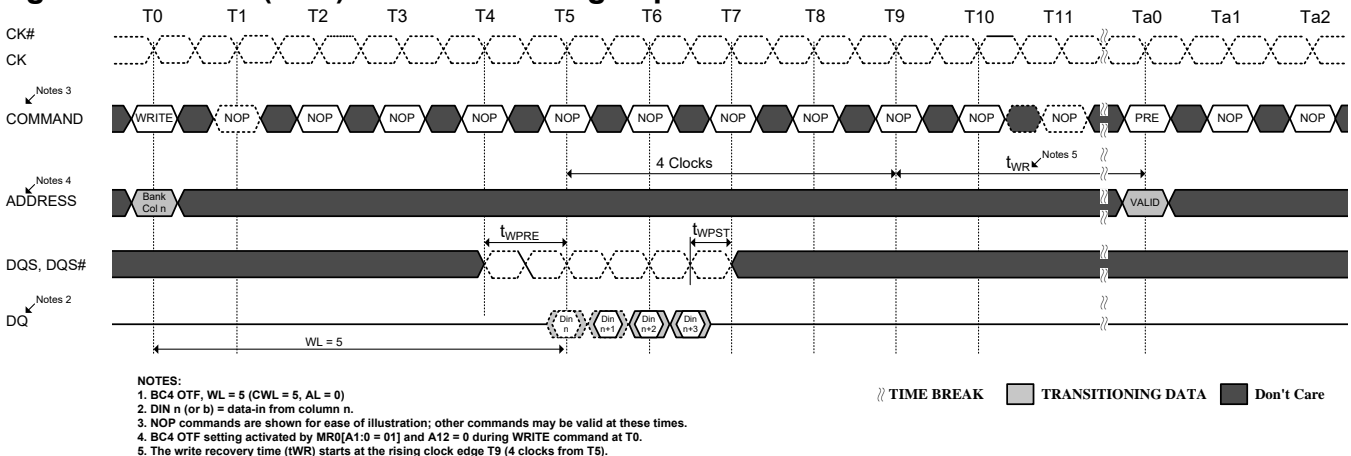 T0 T1 T2 T3 T4 T5 T6 T7 T8 T9 T10 T11 Ta0 Ta1 Ta2
CK#
CK
Notes 3
COMMAND WRITE NOP NOP NOP NOP NOP NOP NOP NOP NOP NOP NOP PRE NOP NOP
4 Clocks tWR Notes 5
Notes 4
ADDRESS Bank Col n VALID
tWPRE tWPST
DQS, DQS#
Notes 2
DQ Din n Din n+1 Din n+2 Din n+3
WL = 5
NOTES:
1. BC4 OTF, WL = 5 (CWL = 5, AL = 0)
2. DIN n (or b) = data-in from column n.
3. NOP commands are shown for ease of illustration; other commands may be valid at these times.
4. BC4 OTF setting activated by MR0[A1:0 = 01] and A12 = 0 during WRITE command at T0.
5. The write recovery time (tWR) starts at the rising clock edge T9 (4 clocks from T5).
TIME BREAK TRANSITIONING DATA Don't Care